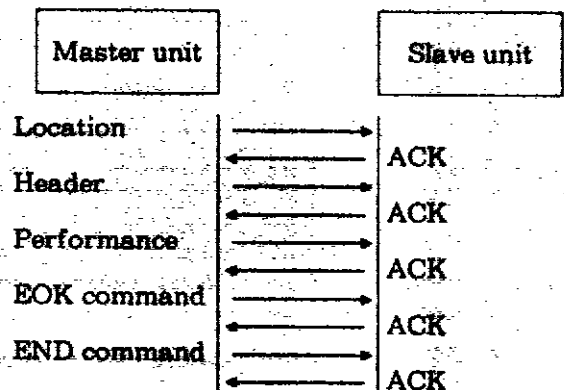 Master unit
Slave unit
Location
ACK
Header
ACK
Performance
ACK
EOK command
ACK
END command
ACK